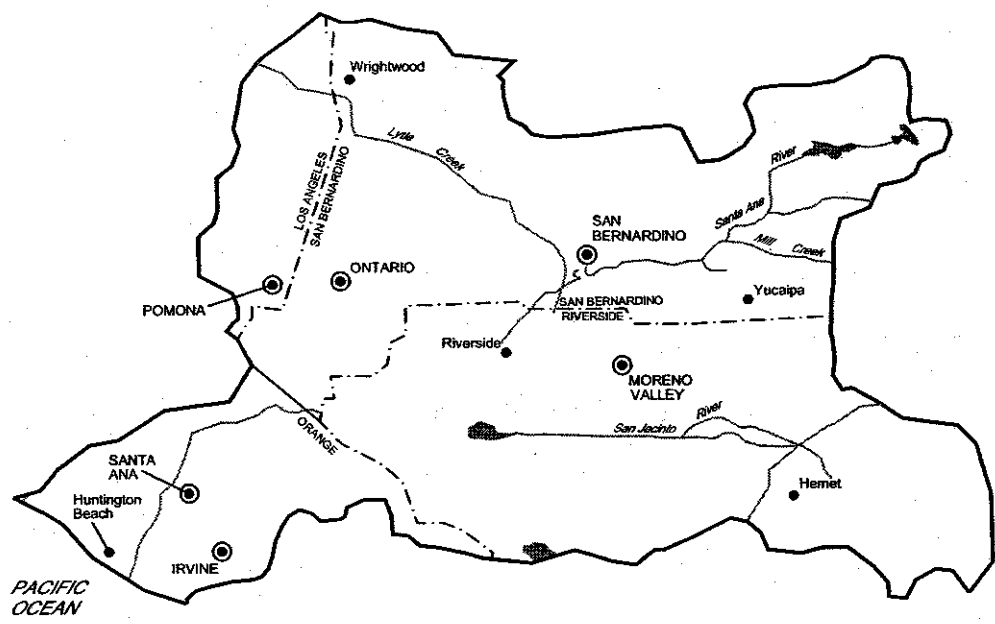 Wrightwood
Lytle
Creek
River
LOS ANGELES
SAN BERNARDINO
Santa Ana
SAN
BERNARDINO
Mill
Creek
ONTARIO
POMONA
Yucaipa
SAN BERNARDINO
RIVERSIDE
Riverside
MORENO
VALLEY
River
San Jacinto
ORANGE
SANTA
ANA
Hemet
Huntington
Beach
IRVINE
PACIFIC
OCEAN